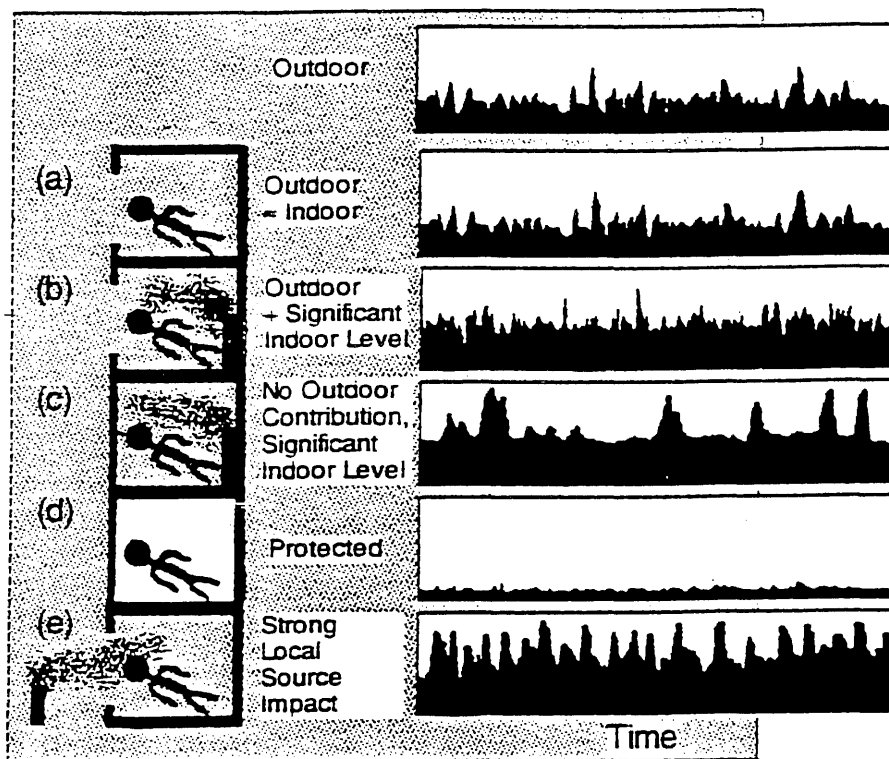 Outdoor
(a)
Outdoor
≈ Indoor
(b)
Outdoor
+ Significant
Indoor Level
(c)
No Outdoor
Contribution,
Significant
Indoor Level
(d)
Protected
(e)
Strong
Local
Source
Impact
Time